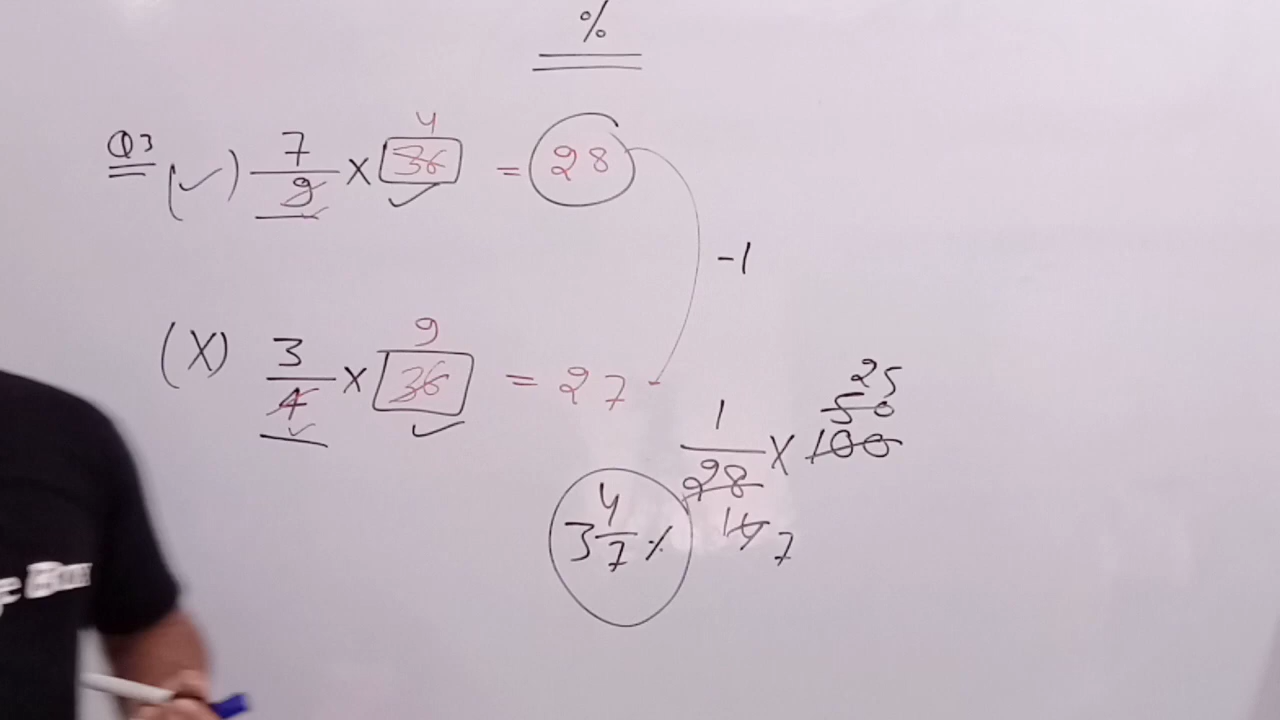 %
Q3 (✓) 7/9 × 36 4 = 28
-1
(X) 3/4 × 36 9 = 27
1/28 × 100 50 25
14 7
3 4/7 %